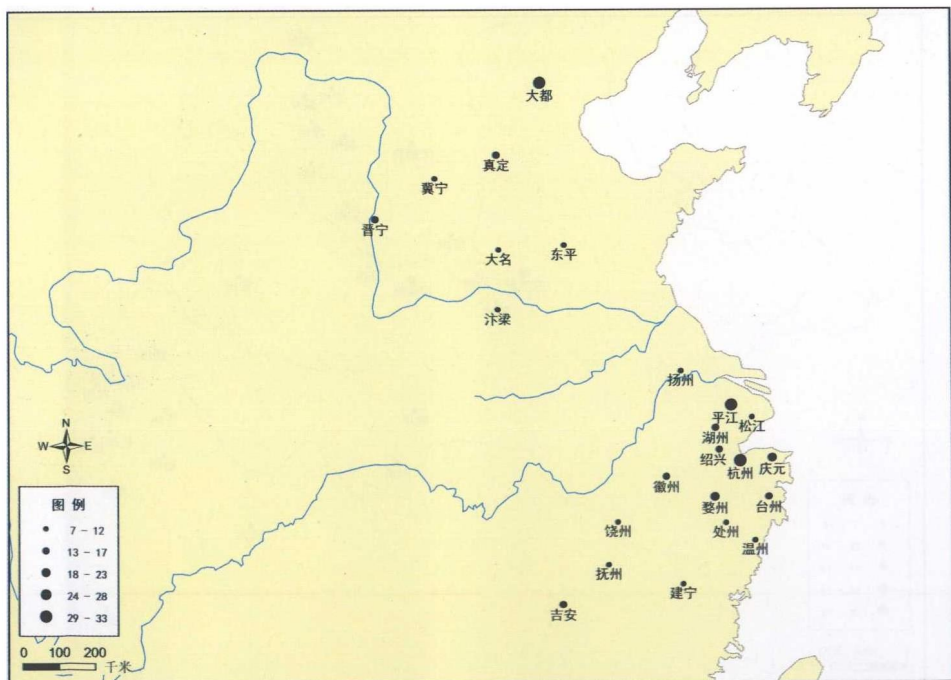 大都
真定
冀宁
晋宁
大名
东平
汴梁
扬州
平江
松江
湖州
绍兴
杭州
庆元
徽州
婺州
台州
饶州
处州
温州
抚州
建宁
吉安
N
W E
S
图 例
7 - 12
13 - 17
18 - 23
24 - 28
29 - 33
0 100 200
千米